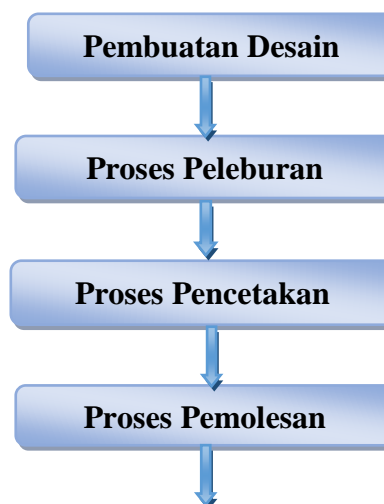 Pembuatan Desain
Proses Peleburan
Proses Pencetakan
Proses Pemolesan